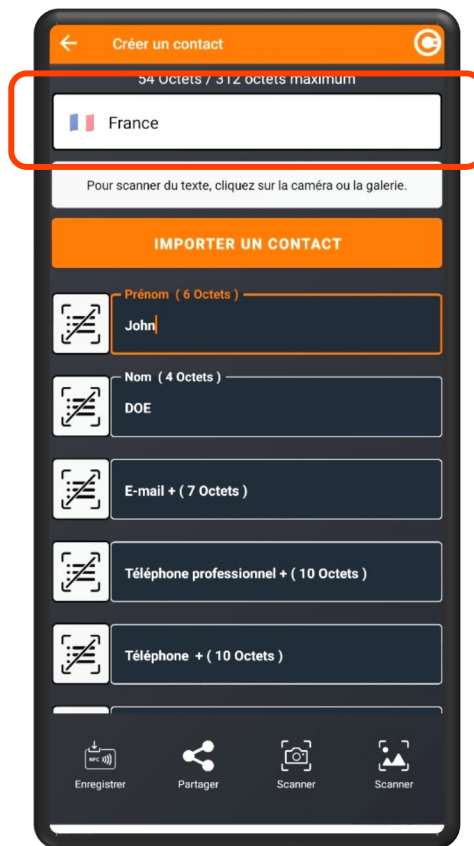 Créer un contact
54 Octets / 312 octets maximum
France
Pour scanner du texte, cliquez sur la caméra ou la galerie.
IMPORTER UN CONTACT
Prénom ( 6 Octets )
John
Nom ( 4 Octets )
DOE
E-mail + ( 7 Octets )
Téléphone professionnel + ( 10 Octets )
Téléphone + ( 10 Octets )
NFC
Enregistrer Partager Scanner Scanner